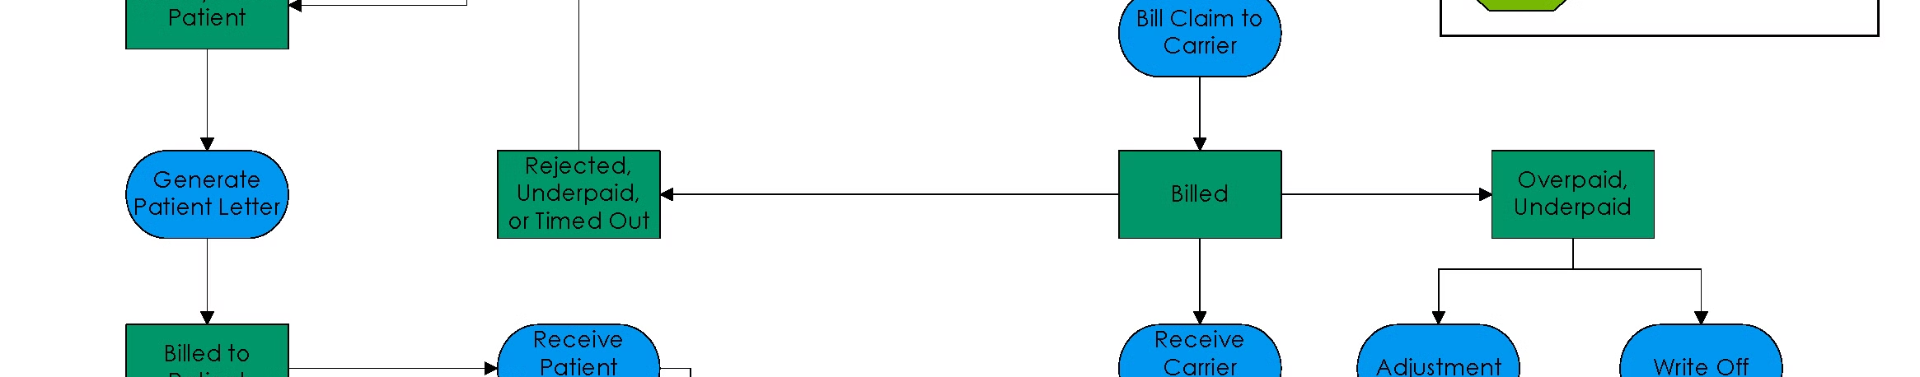 Patient
Bill Claim to
Carrier
Generate
Patient Letter
Rejected,
Underpaid,
or Timed Out
Billed
Overpaid,
Underpaid
Billed to
Receive
Patient
Receive
Carrier
Adjustment
Write Off